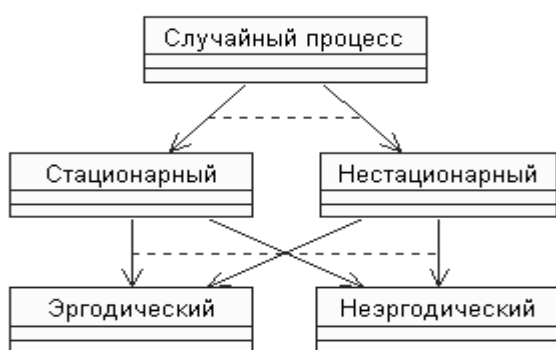 Случайный процесс
Стационарный
Нестационарный
Эргодический
Неэргодический